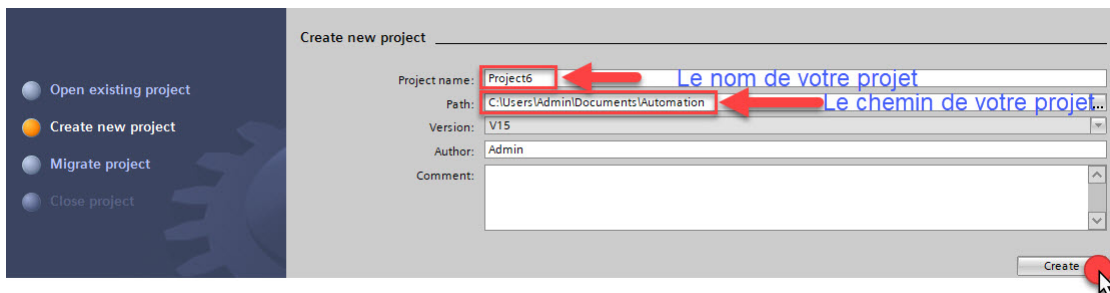 Create new project
Open existing project
Create new project
Migrate project
Close project
Project name: Project6 Le nom de votre projet
Path: C:\Users\Admin\Documents\Automation Le chemin de votre projet...
Version: V15
Author: Admin
Comment:
Create